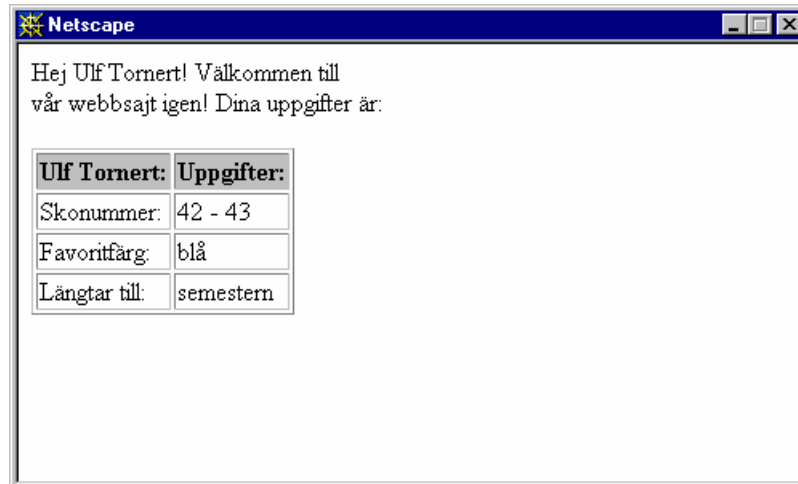 Netscape
Hej Ulf Tornert! Välkommen till
vår webbsajt igen! Dina uppgifter är:
Ulf Tornert: Uppgifter:
Skonummer: 42 - 43
Favoritfärg: blå
Längtar till: semestern